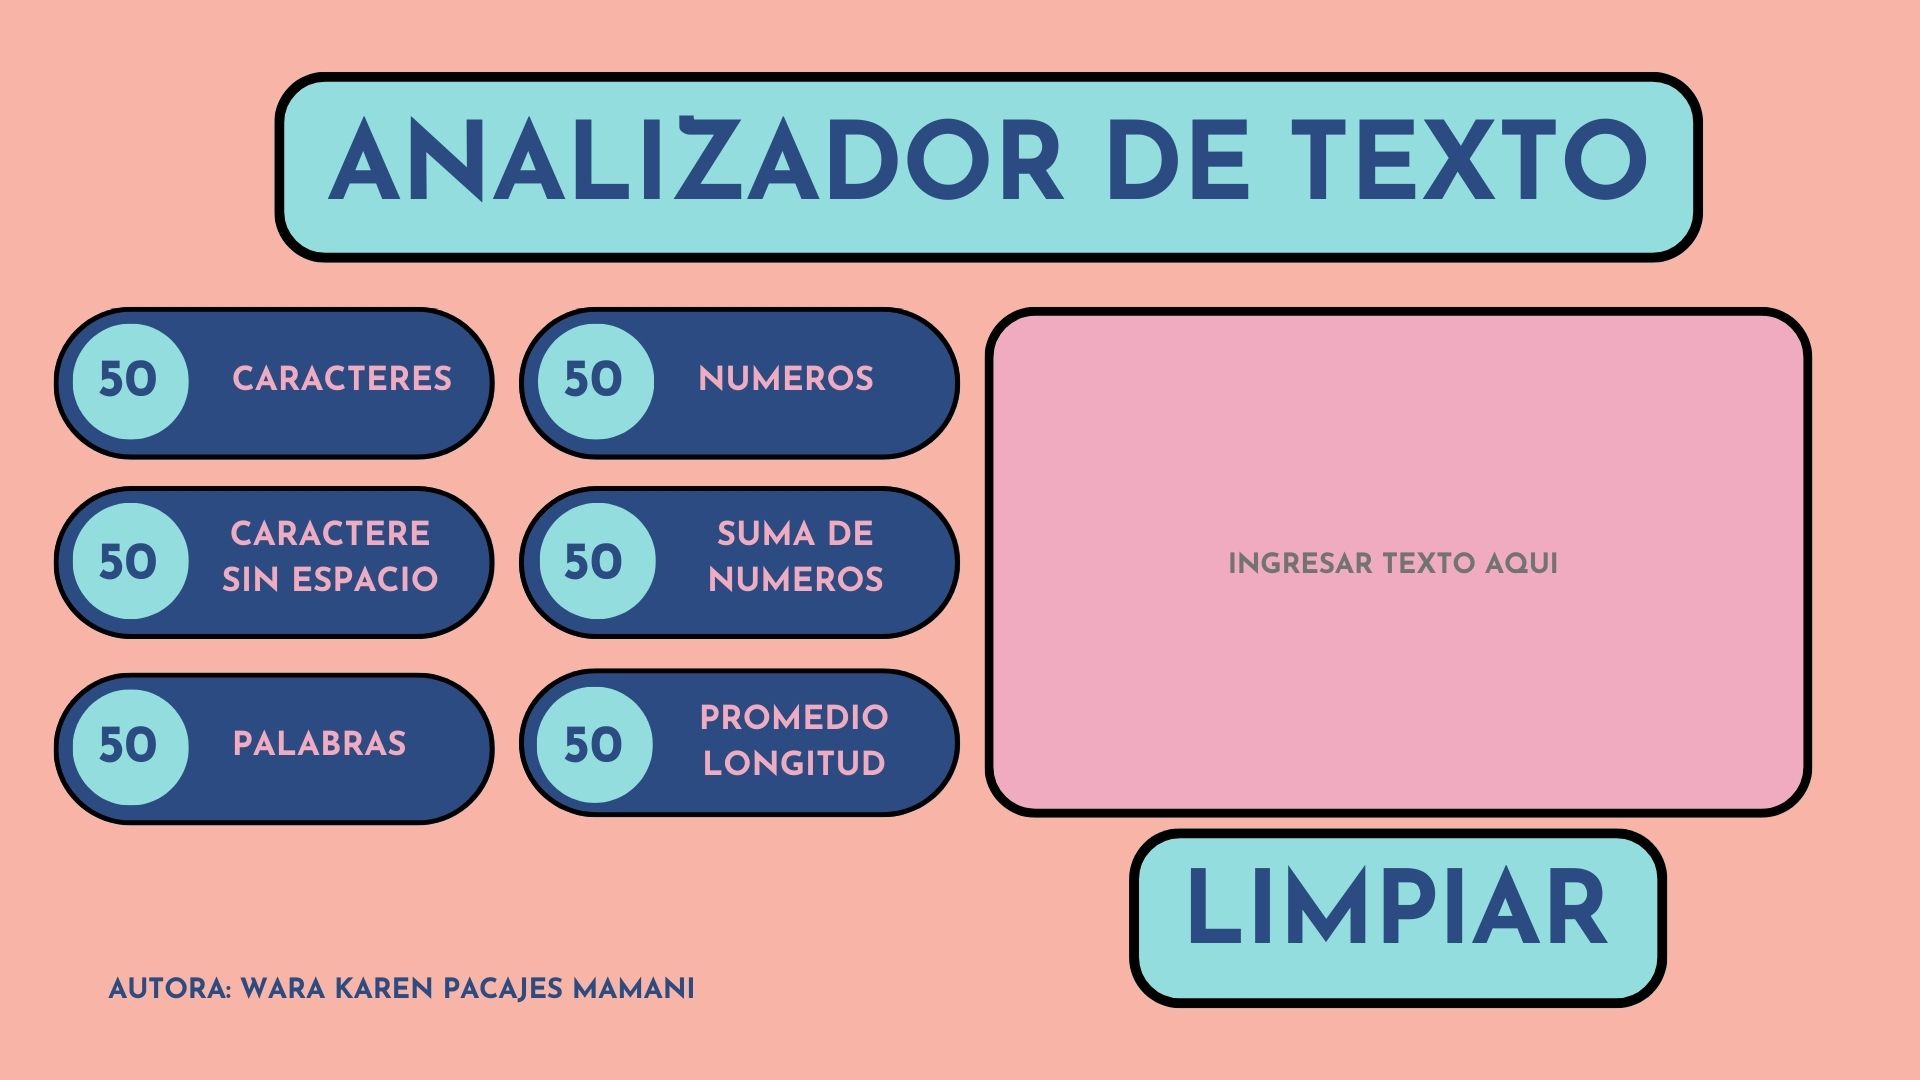 ANALIZADOR DE TEXTO
50 CARACTERES
50 NUMEROS
50 CARACTERE
SIN ESPACIO
50 SUMA DE
NUMEROS
50 PALABRAS
50 PROMEDIO
LONGITUD
INGRESAR TEXTO AQUI
LIMPIAR
AUTORA: WARA KAREN PACAJES MAMANI